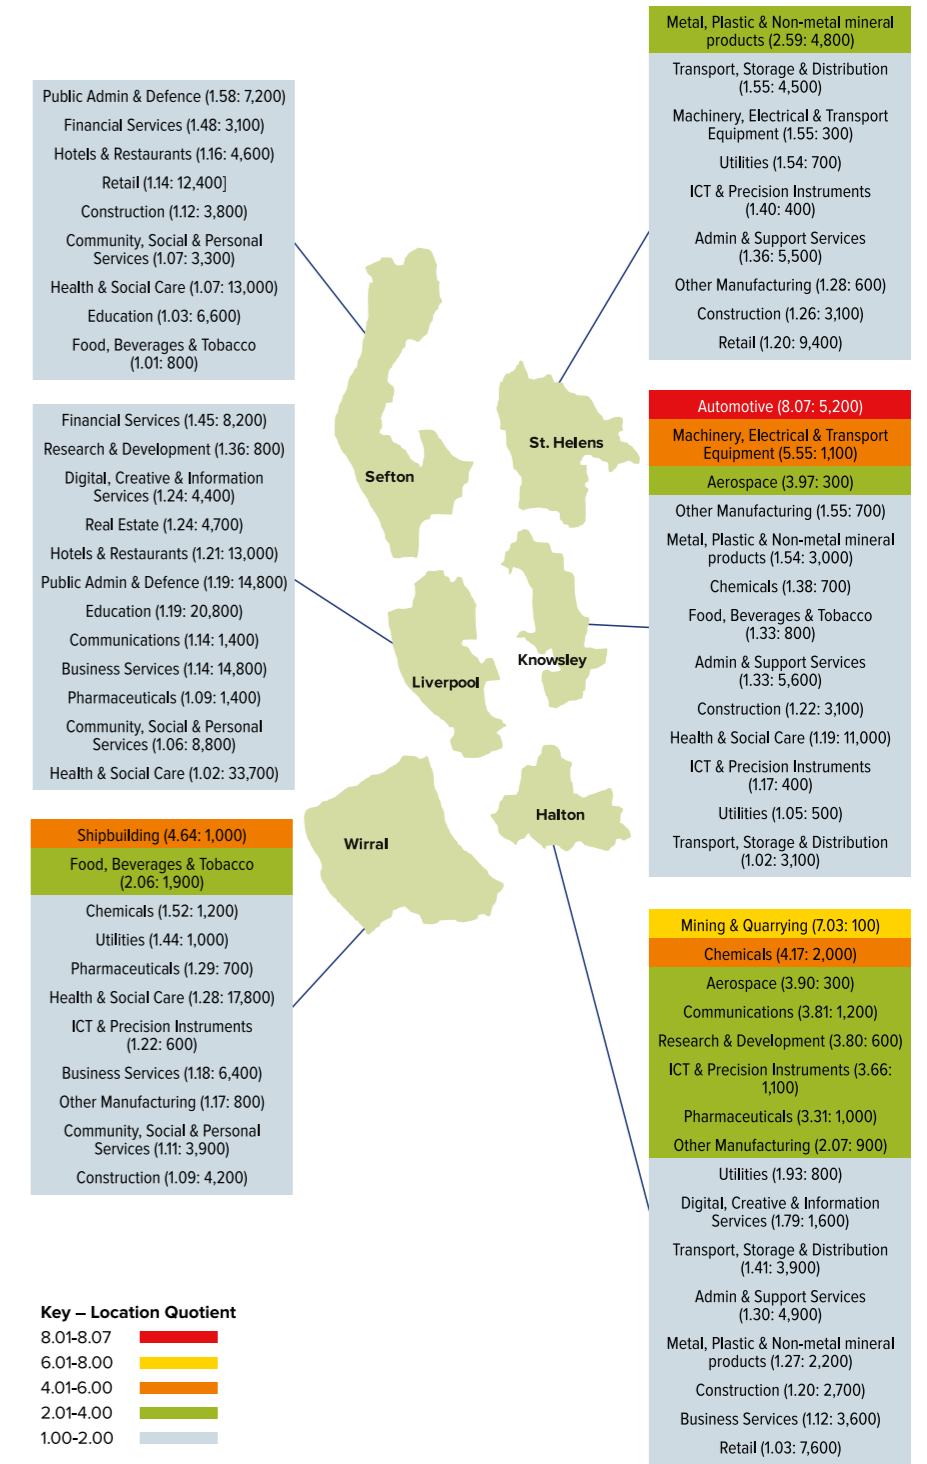 Public Admin & Defence (1.58: 7,200)
Financial Services (1.48: 3,100)
Hotels & Restaurants (1.16: 4,600)
Retail (1.14: 12,400]
Construction (1.12: 3,800)
Community, Social & Personal
Services (1.07: 3,300)
Health & Social Care (1.07: 13,000)
Education (1.03: 6,600)
Food, Beverages & Tobacco
(1.01: 800)
Financial Services (1.45: 8,200)
Research & Development (1.36: 800)
Digital, Creative & Information
Services (1.24: 4,400)
Real Estate (1.24: 4,700)
Hotels & Restaurants (1.21: 13,000)
Public Admin & Defence (1.19: 14,800)
Education (1.19: 20,800)
Communications (1.14: 1,400)
Business Services (1.14: 14,800)
Pharmaceuticals (1.09: 1,400)
Community, Social & Personal
Services (1.06: 8,800)
Health & Social Care (1.02: 33,700)
Shipbuilding (4.64: 1,000)
Food, Beverages & Tobacco
(2.06: 1,900)
Chemicals (1.52: 1,200)
Utilities (1.44: 1,000)
Pharmaceuticals (1.29: 700)
Health & Social Care (1.28: 17,800)
ICT & Precision Instruments
(1.22: 600)
Business Services (1.18: 6,400)
Other Manufacturing (1.17: 800)
Community, Social & Personal
Services (1.11: 3,900)
Construction (1.09: 4,200)
Sefton
St. Helens
Liverpool
Knowsley
Wirral
Halton
Metal, Plastic & Non-metal mineral
products (2.59: 4,800)
Transport, Storage & Distribution
(1.55: 4,500)
Machinery, Electrical & Transport
Equipment (1.55: 300)
Utilities (1.54: 700)
ICT & Precision Instruments
(1.40: 400)
Admin & Support Services
(1.36: 5,500)
Other Manufacturing (1.28: 600)
Construction (1.26: 3,100)
Retail (1.20: 9,400)
Automotive (8.07: 5,200)
Machinery, Electrical & Transport
Equipment (5.55: 1,100)
Aerospace (3.97: 300)
Other Manufacturing (1.55: 700)
Metal, Plastic & Non-metal mineral
products (1.54: 3,000)
Chemicals (1.38: 700)
Food, Beverages & Tobacco
(1.33: 800)
Admin & Support Services
(1.33: 5,600)
Construction (1.22: 3,100)
Health & Social Care (1.19: 11,000)
ICT & Precision Instruments
(1.17: 400)
Utilities (1.05: 500)
Transport, Storage & Distribution
(1.02: 3,100)
Mining & Quarrying (7.03: 100)
Chemicals (4.17: 2,000)
Aerospace (3.90: 300)
Communications (3.81: 1,200)
Research & Development (3.80: 600)
ICT & Precision Instruments (3.66:
1,100)
Pharmaceuticals (3.31: 1,000)
Other Manufacturing (2.07: 900)
Utilities (1.93: 800)
Digital, Creative & Information
Services (1.79: 1,600)
Transport, Storage & Distribution
(1.41: 3,900)
Admin & Support Services
(1.30: 4,900)
Metal, Plastic & Non-metal mineral
products (1.27: 2,200)
Construction (1.20: 2,700)
Business Services (1.12: 3,600)
Retail (1.03: 7,600)
Key – Location Quotient
8.01-8.07
6.01-8.00
4.01-6.00
2.01-4.00
1.00-2.00